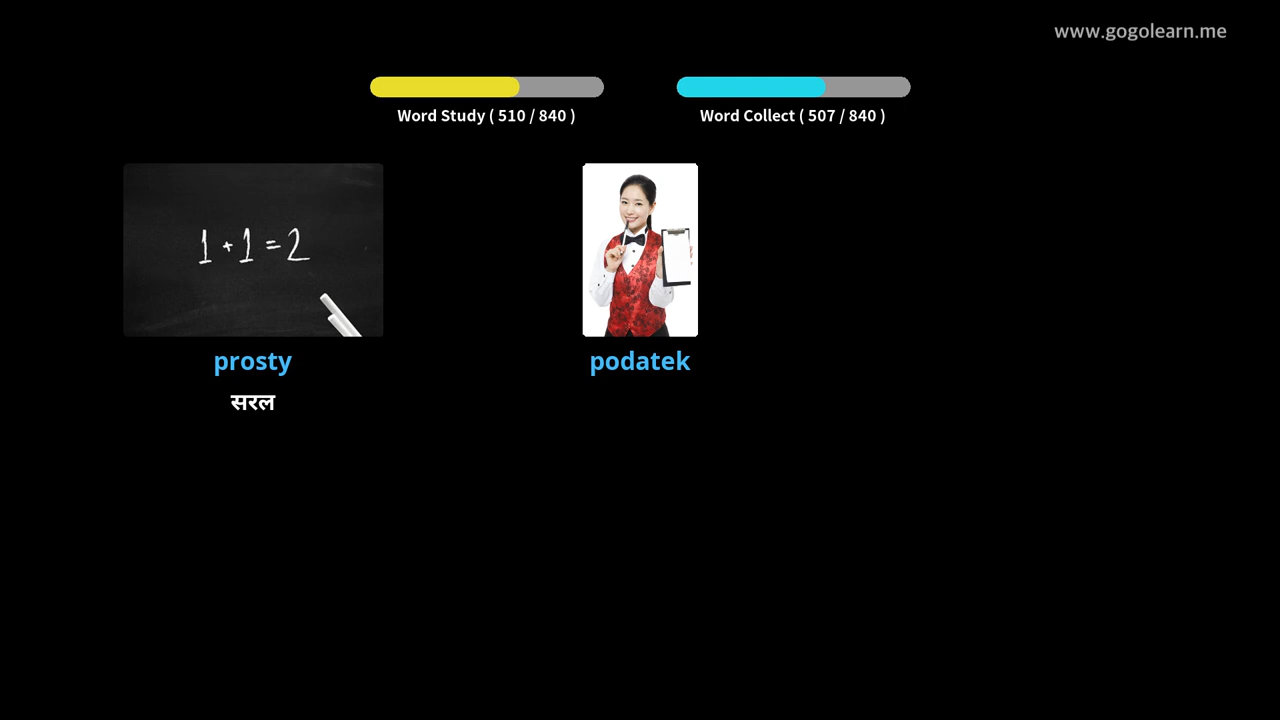 www.gogolearn.me
Word Study ( 510 / 840 )
Word Collect ( 507 / 840 )
1 + 1 = 2
prosty
podatek
सरल